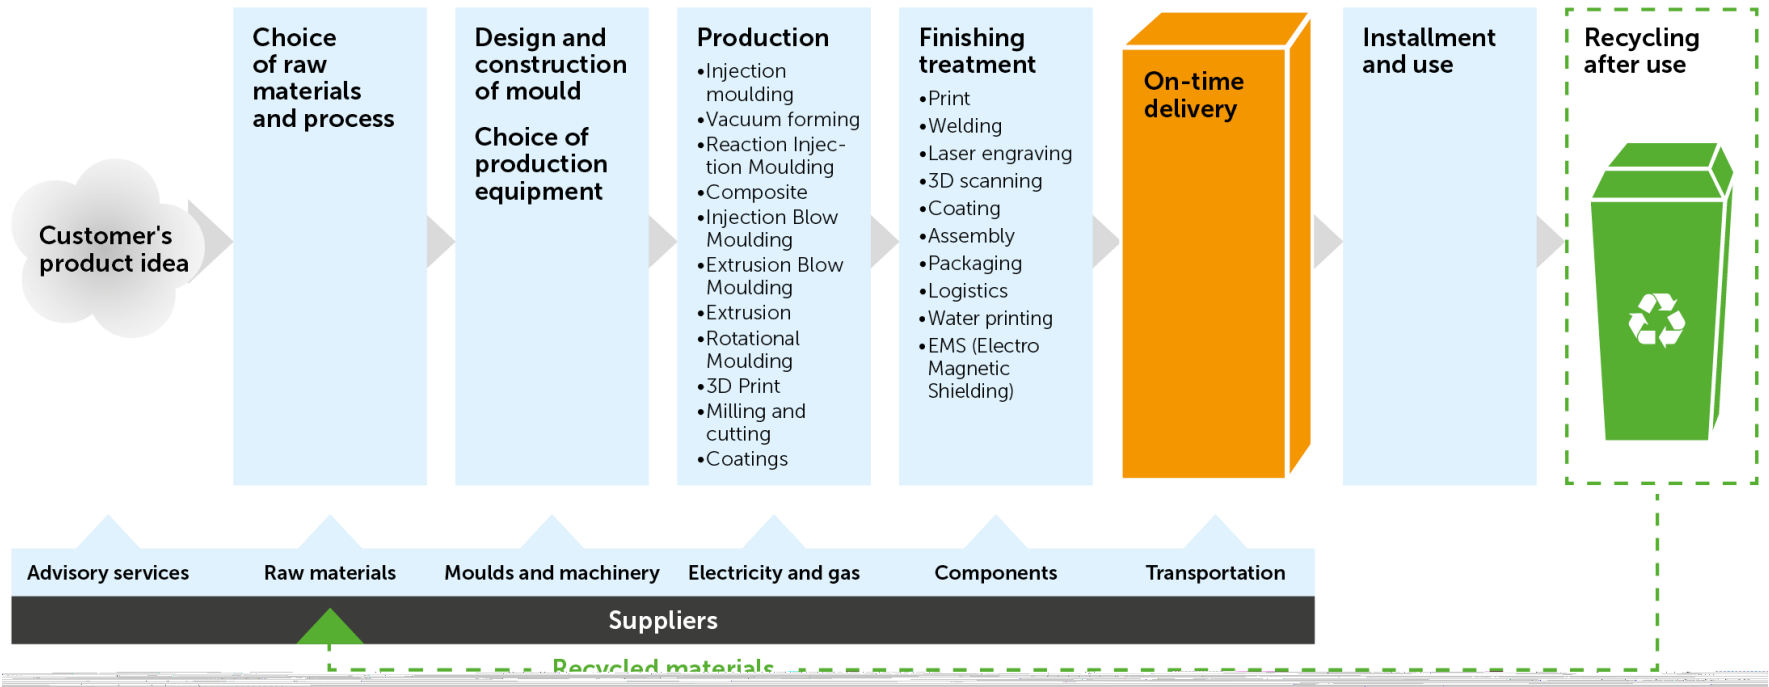 Customer's
product idea
Choice
of raw
materials
and process
Design and
construction
of mould
Choice of
production
equipment
Production
•Injection
moulding
•Vacuum forming
•Reaction Injec-
tion Moulding
•Composite
•Injection Blow
Moulding
•Extrusion Blow
Moulding
•Extrusion
•Rotational
Moulding
•3D Print
•Milling and
cutting
•Coatings
Finishing
treatment
•Print
•Welding
•Laser engraving
•3D scanning
•Coating
•Assembly
•Packaging
•Logistics
•Water printing
•EMS (Electro
Magnetic
Shielding)
On-time
delivery
Installment
and use
Recycling
after use
Advisory services
Raw materials
Moulds and machinery
Electricity and gas
Components
Transportation
Suppliers
Recycled materials